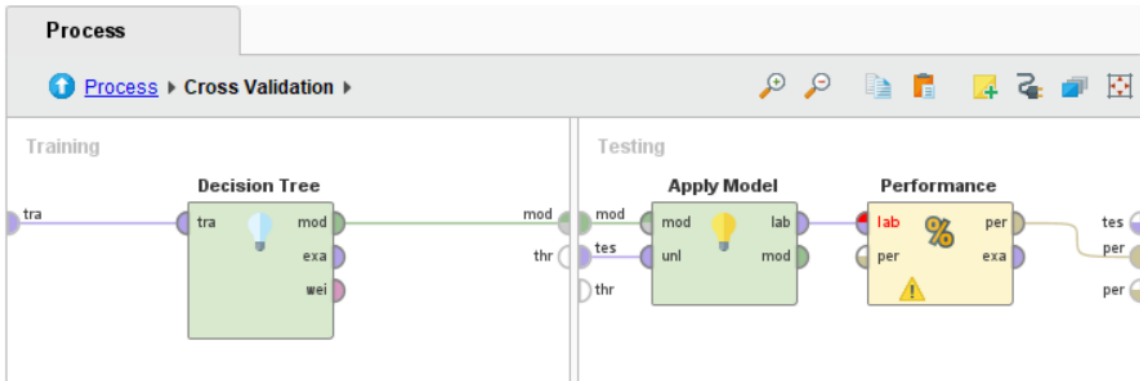 Process
Process Cross Validation
Training
Testing
Decision Tree
Apply Model
Performance
tra
tra
mod
mod
mod
mod
lab
lab
per
tes
exa
thr
tes
unl
mod
per
exa
per
wei
thr
per